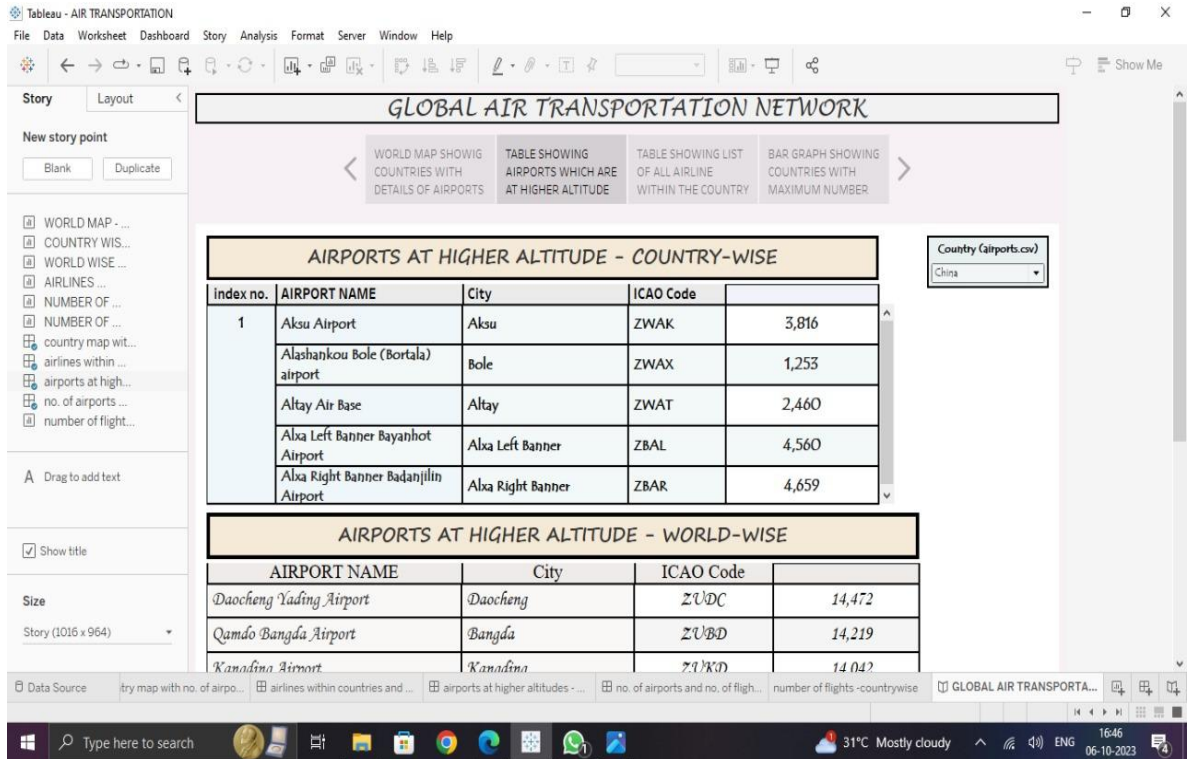 Tableau - AIR TRANSPORTATION
File Data Worksheet Dashboard Story Analysis Format Server Window Help
Show Me
Story Layout
New story point
Blank Duplicate
WORLD MAP - ...
COUNTRY WIS...
WORLD WISE ...
AIRLINES ...
NUMBER OF ...
NUMBER OF ...
country map wit...
airlines within ...
airports at high...
no. of airports ...
number of flight...
A Drag to add text
Show title
Size
Story (1016 x 964)
GLOBAL AIR TRANSPORTATION NETWORK
WORLD MAP SHOWIG
COUNTRIES WITH
DETAILS OF AIRPORTS
TABLE SHOWING
AIRPORTS WHICH ARE
AT HIGHER ALTITUDE
TABLE SHOWING LIST
OF ALL AIRLINE
WITHIN THE COUNTRY
BAR GRAPH SHOWING
COUNTRIES WITH
MAXIMUM NUMBER
AIRPORTS AT HIGHER ALTITUDE - COUNTRY-WISE
Country (airports.csv)
China
index no. AIRPORT NAME City ICAO Code
1 Aksu Airport Aksu ZWAK 3,816
Alashankou Bole (Bortala)
airport Bole ZWAX 1,253
Altay Air Base Altay ZWAT 2,460
Alxa Left Banner Bayanhot
Airport Alxa Left Banner ZBAL 4,560
Alxa Right Banner Badanjilin
Airport Alxa Right Banner ZBAR 4,659
AIRPORTS AT HIGHER ALTITUDE - WORLD-WISE
AIRPORT NAME City ICAO Code
Daocheng Yading Airport Daocheng ZUDC 14,472
Qamdo Bangda Airport Bangda ZUBD 14,219
Kangding Airport Kangding ZUKD 14,042
Data Source try map with no. of airpo... airlines within countries and ... airports at higher altitudes - ... no. of airports and no. of fligh... number of flights -countrywise GLOBAL AIR TRANSPORTA...
Type here to search 31°C Mostly cloudy ENG 16:46
06-10-2023